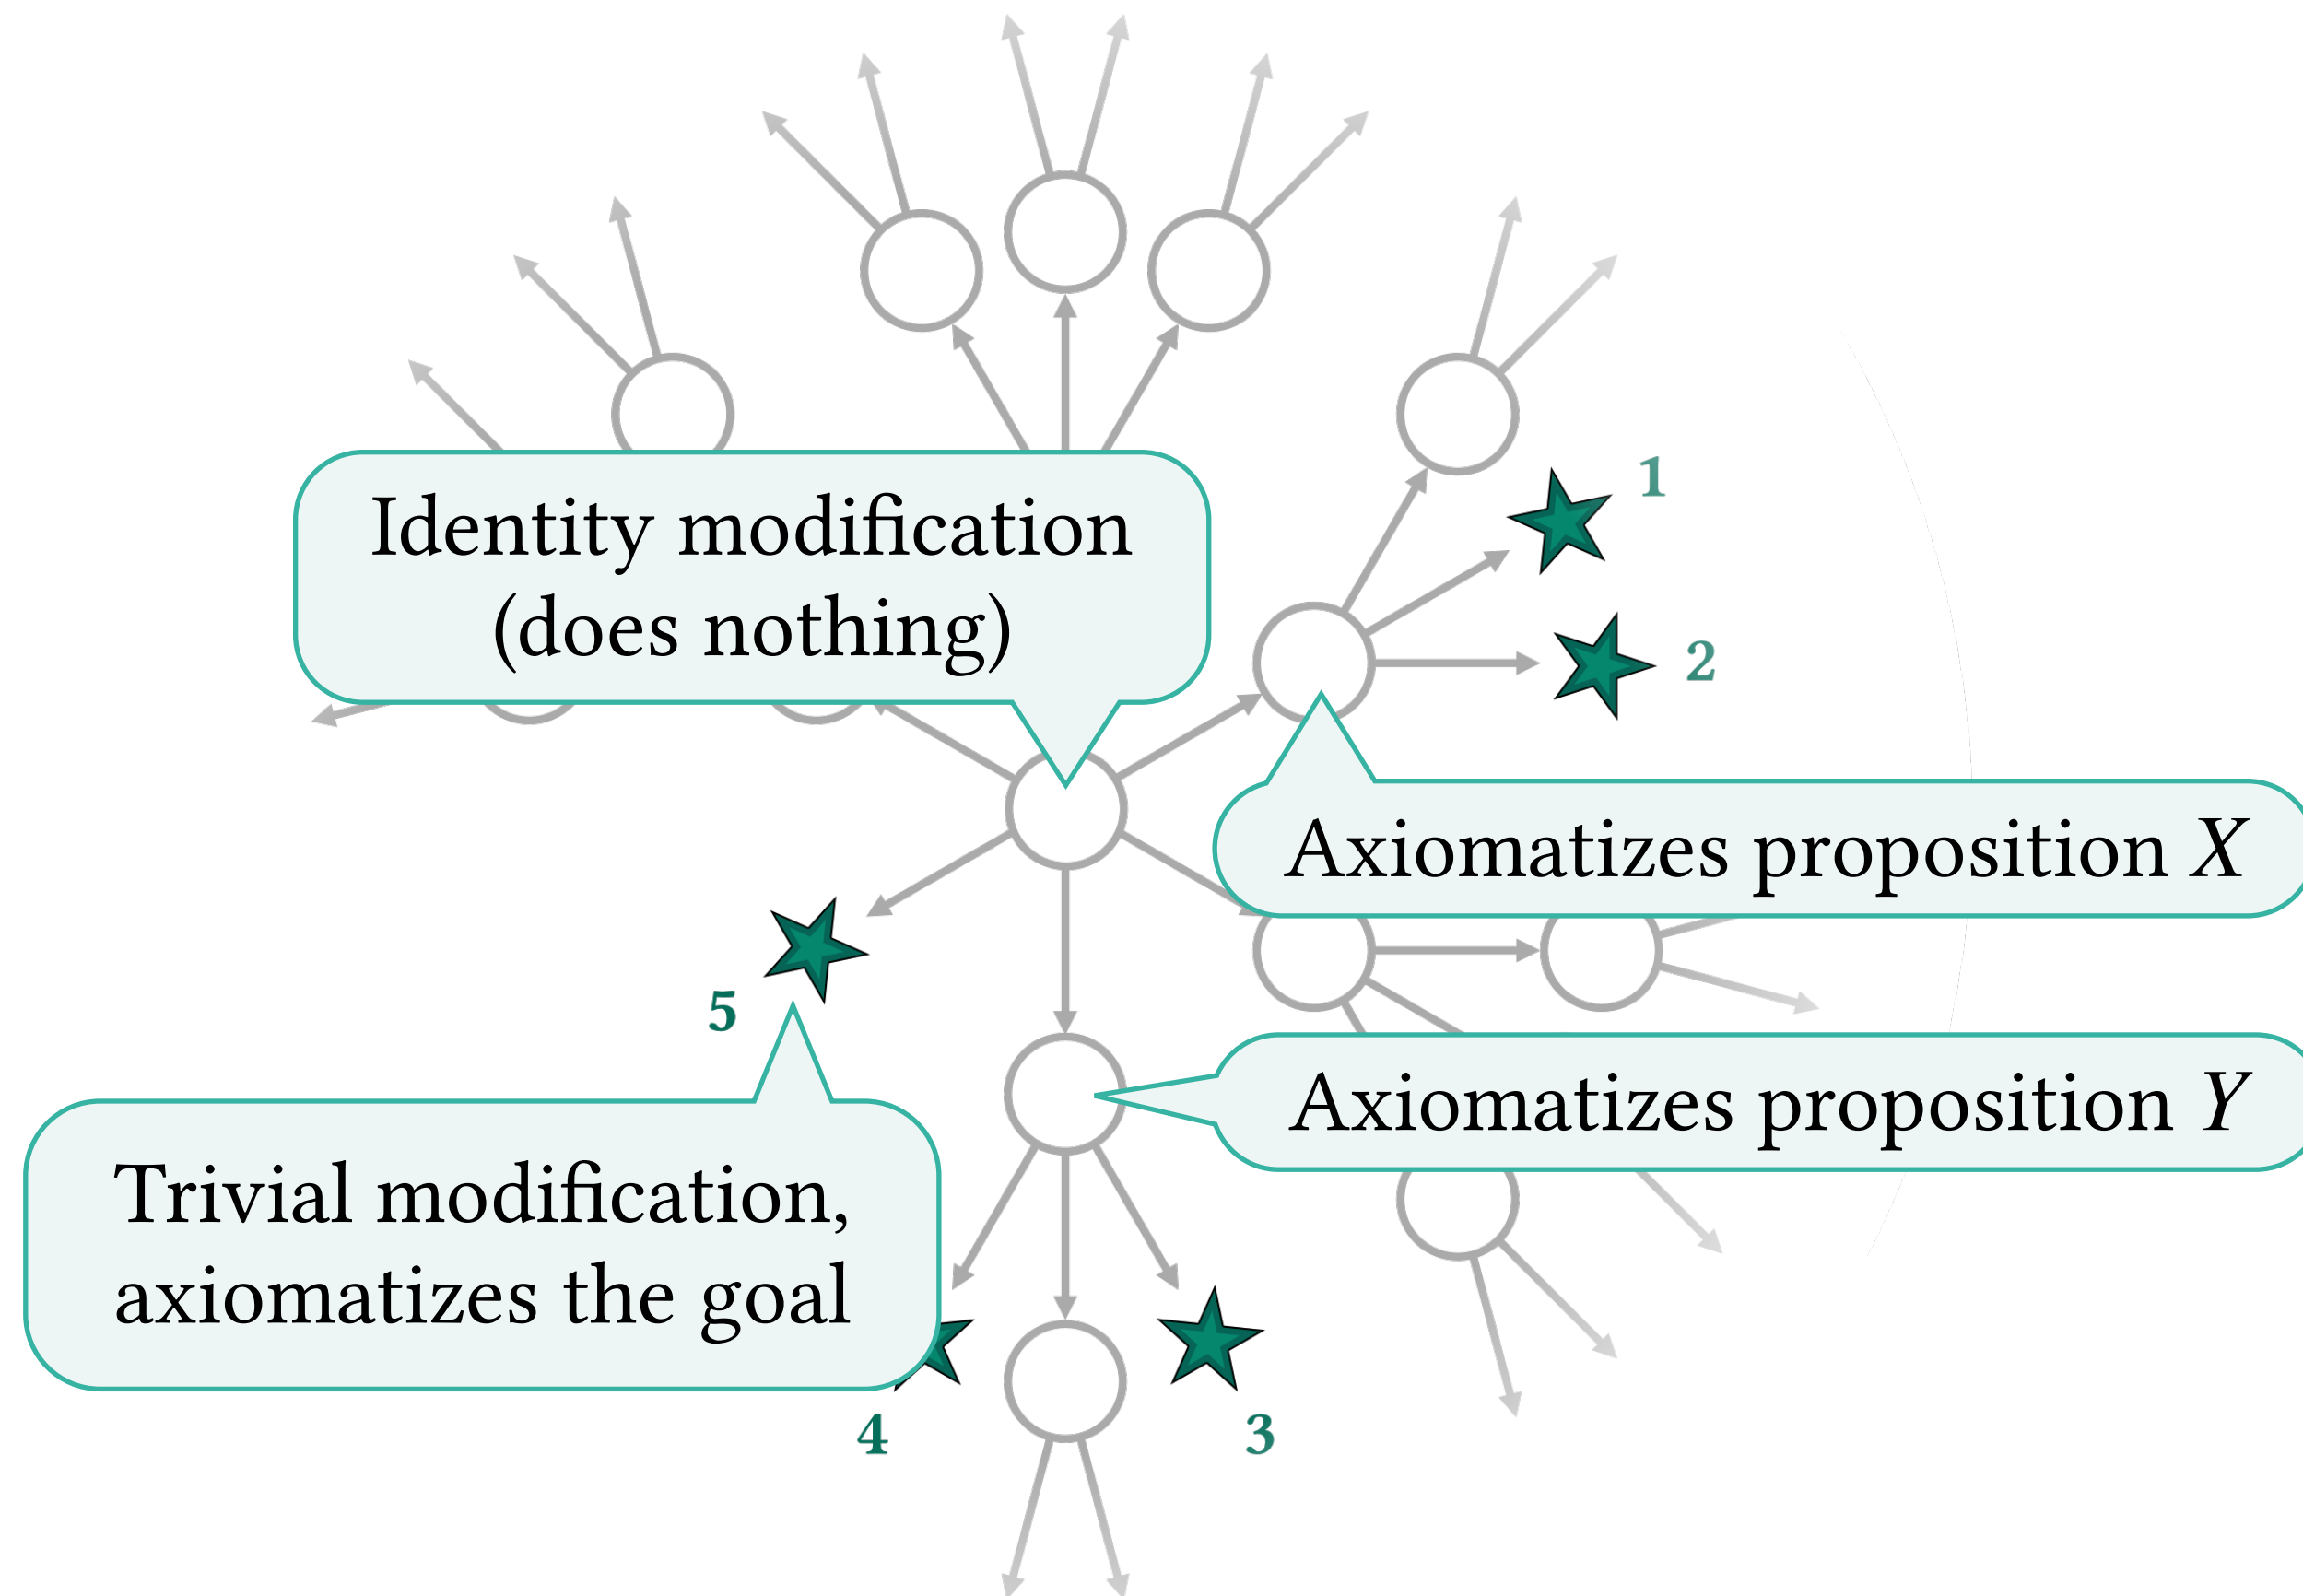 Identity modification
(does nothing)
1
2
Axiomatizes proposition X
5
Axiomatizes proposition Y
Trivial modification,
axiomatizes the goal
4
3